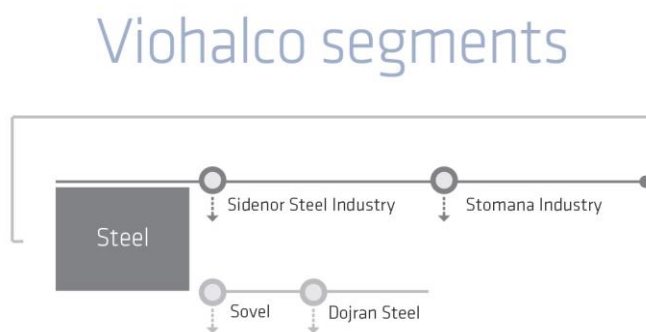 Viohalco segments
Sidenor Steel Industry
Stomana Industry
Steel
Sovel
Dojran Steel